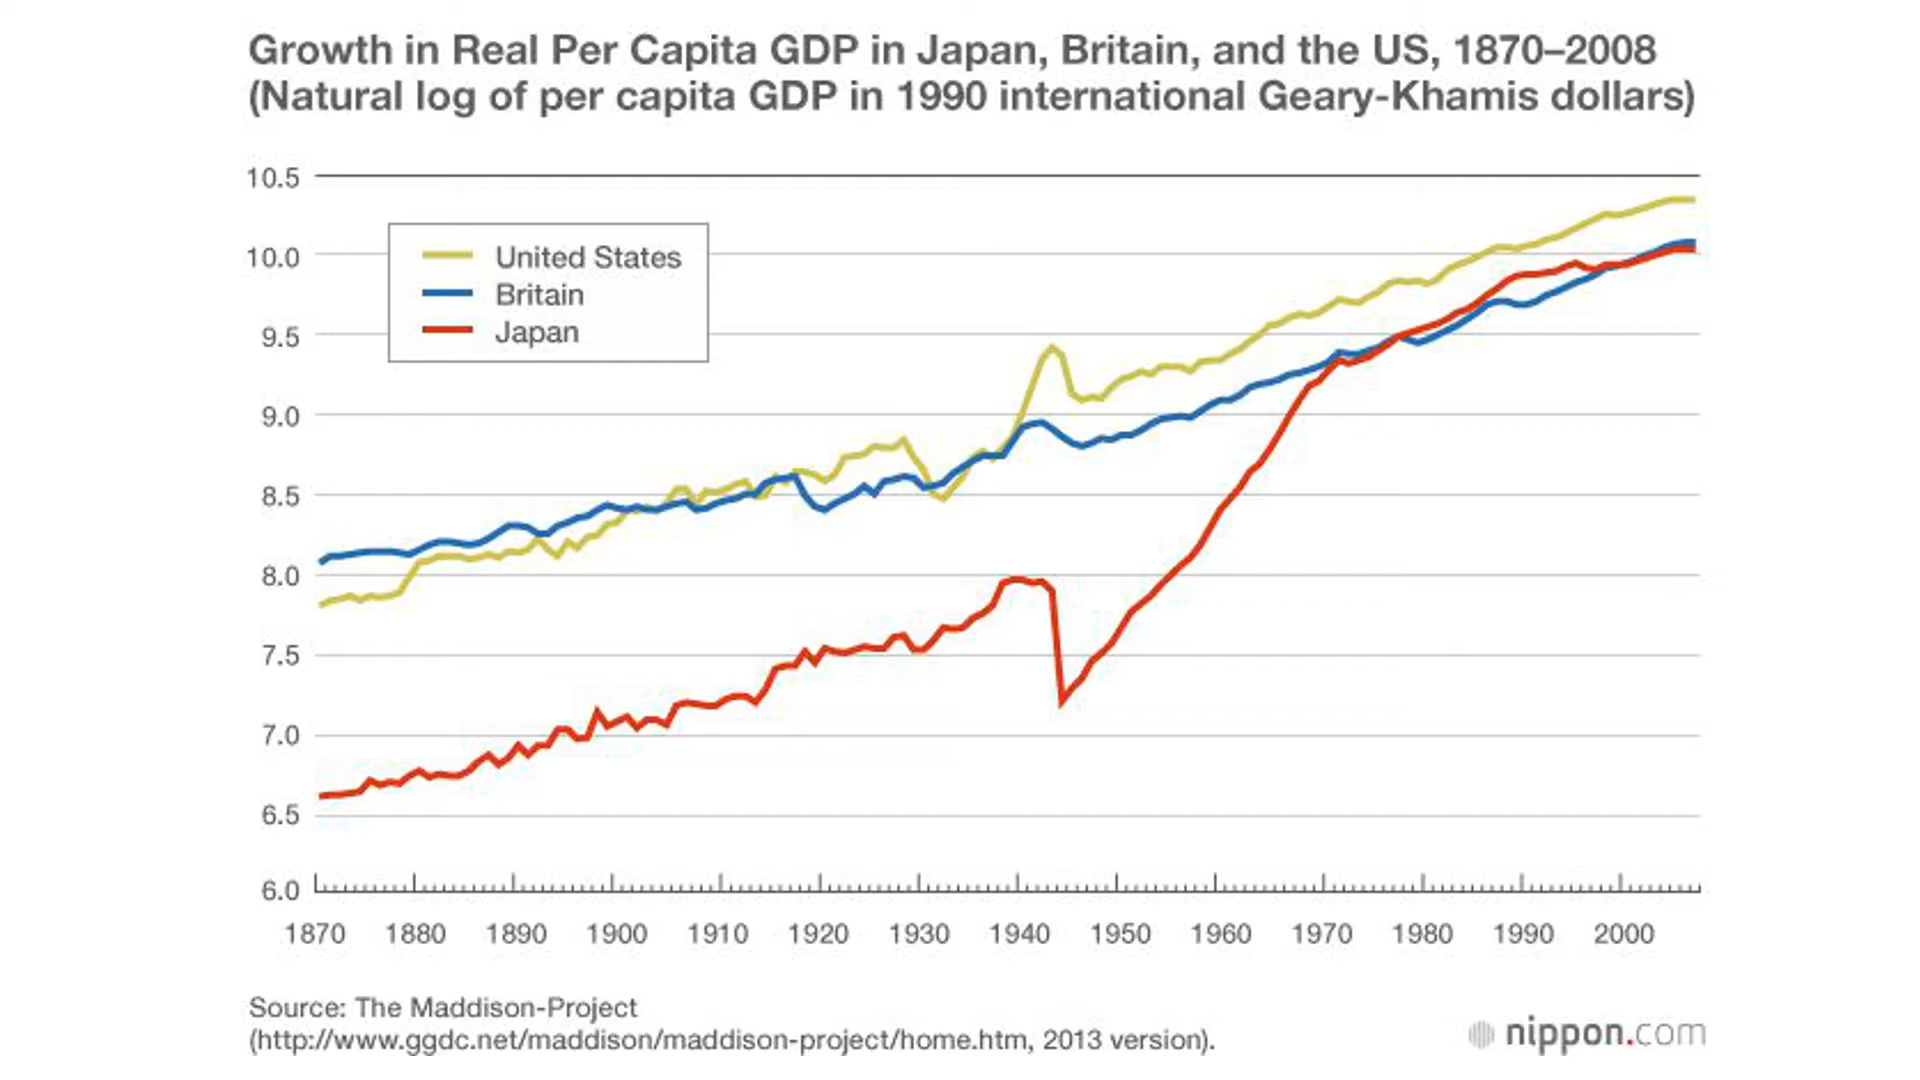 Growth in Real Per Capita GDP in Japan, Britain, and the US, 1870–2008
(Natural log of per capita GDP in 1990 international Geary-Khamis dollars)
10.5
United States
10.0
Britain
9.5
Japan
9.0
8.5
8.0
7.5
7.0
6.5
6.0
1870 1880 1890 1900 1910 1920 1930 1940 1950 1960 1970 1980 1990 2000
Source: The Maddison-Project
(http://www.ggdc.net/maddison/maddison-project/home.htm, 2013 version).
nippon.com